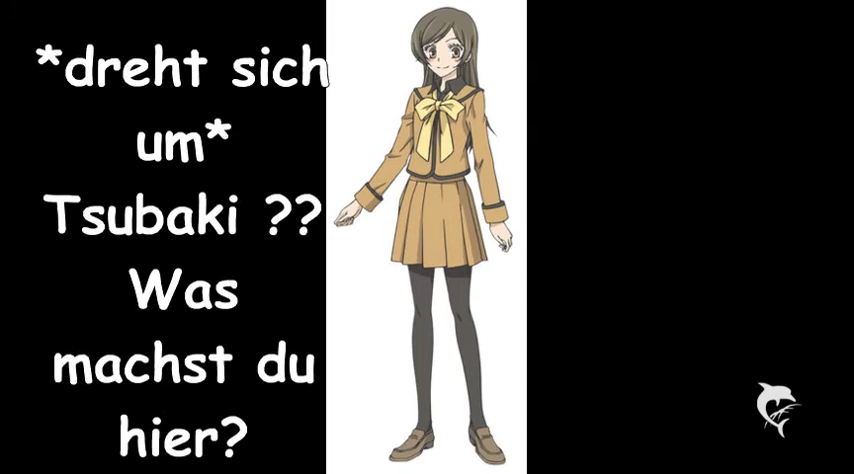 *dreht sich
um*
Tsubaki ??
Was
machst du
hier?